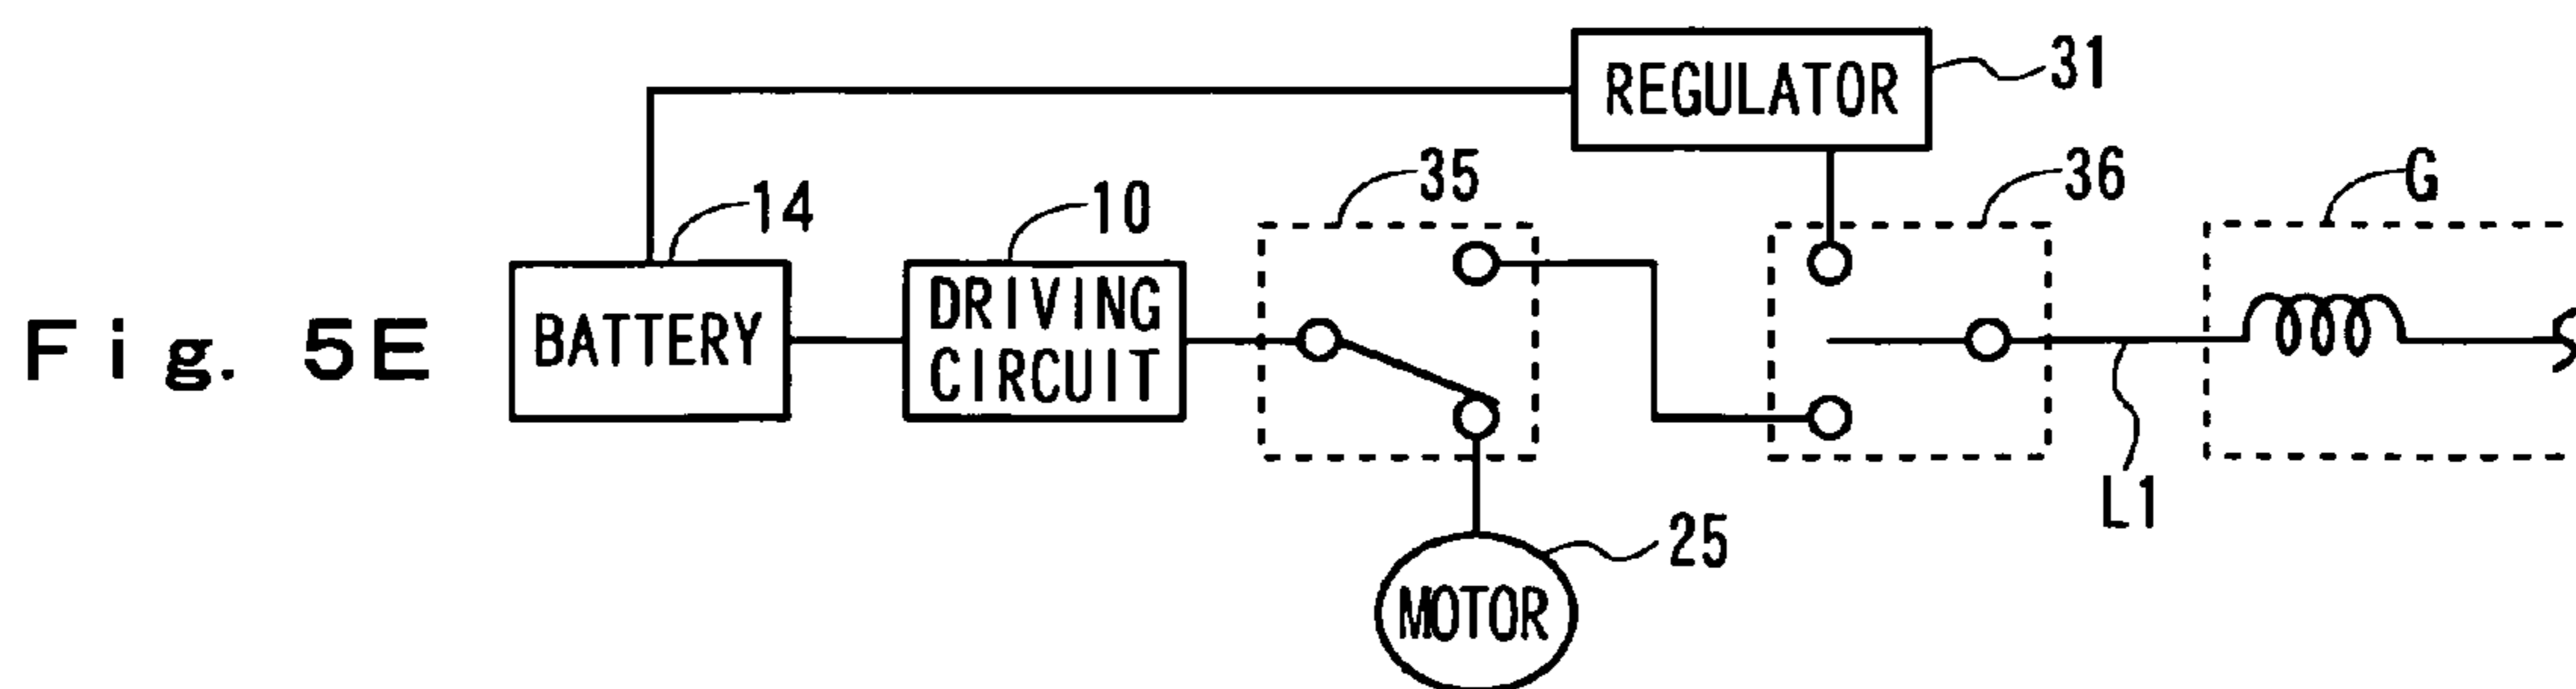 REGULATOR
31
35
36
G
14
10
BATTERY
DRIVING
CIRCUIT
Fig. 5E
L1
25
MOTOR